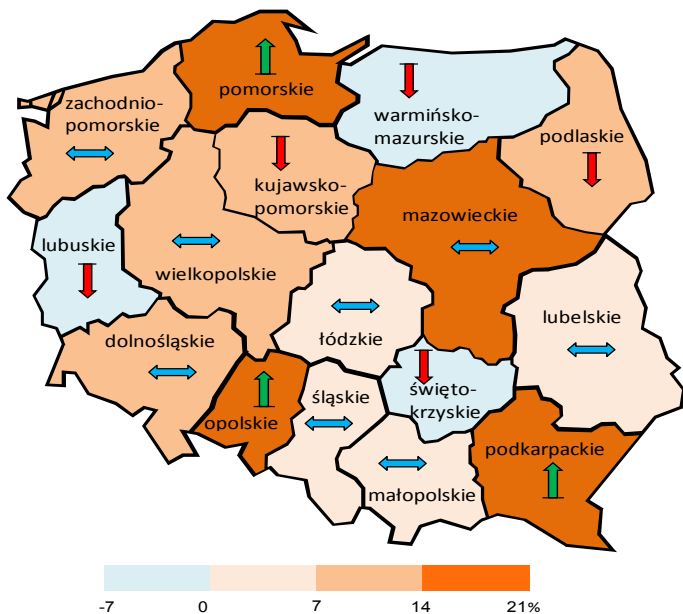 pomorskie
zachodnio-
pomorskie
warmińsko-
mazurskie
podlaskie
kujawsko-
pomorskie
mazowieckie
lubuskie
wielkopolskie
łódzkie
lubelskie
dolnośląskie
śląskie
święto-
krzyskie
opolskie
podkarpackie
małopolskie
-7 0 7 14 21%